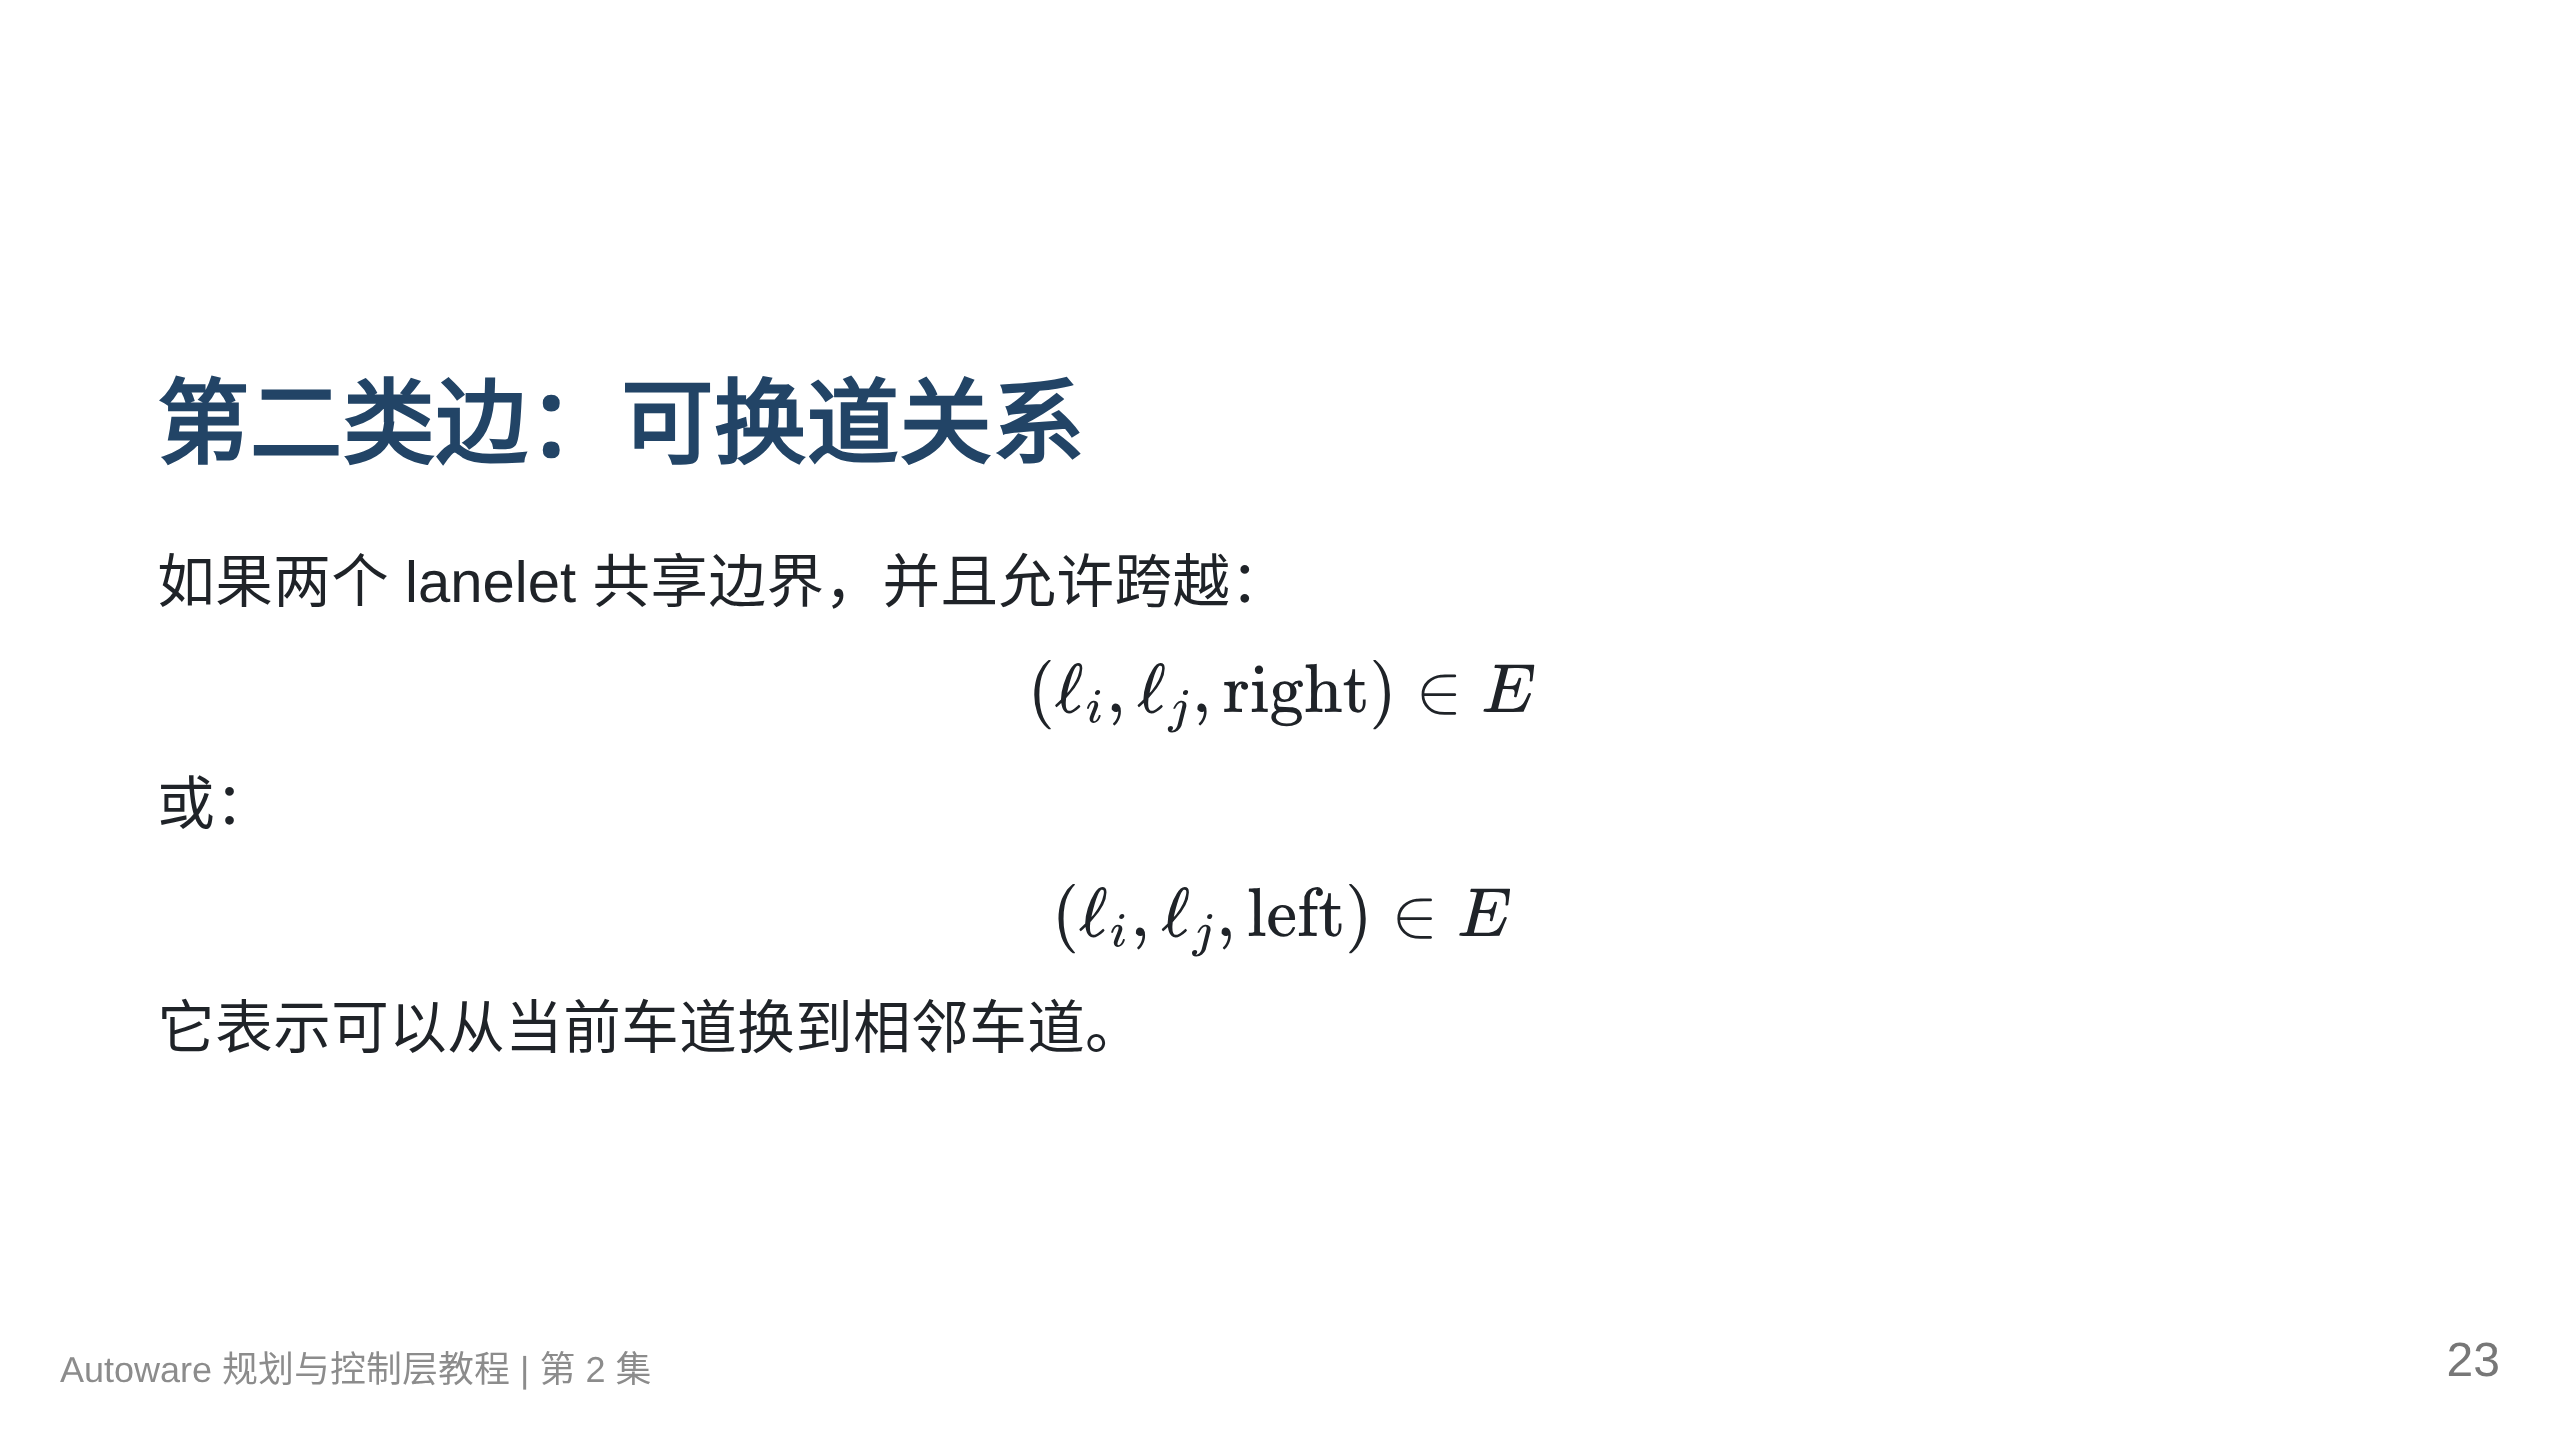 第二类边：可换道关系
如果两个 lanelet 共享边界，并且允许跨越：
(ℓᵢ, ℓⱼ, right) ∈ E
或：
(ℓᵢ, ℓⱼ, left) ∈ E
它表示可以从当前车道换到相邻车道。
Autoware 规划与控制层教程 | 第 2 集
23